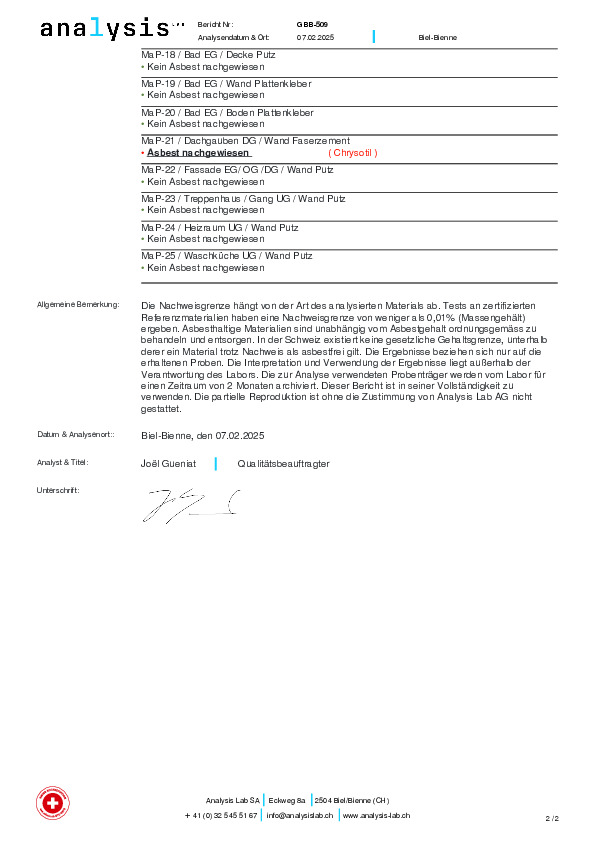 analysis
Bericht Nr: GBB-509
Analysendatum & Ort: 07.02.2025 Biel-Bienne
MaP-18 / Bad EG / Decke Putz
• Kein Asbest nachgewiesen
MaP-19 / Bad EG / Wand Plattenkleber
• Kein Asbest nachgewiesen
MaP-20 / Bad EG / Boden Plattenkleber
• Kein Asbest nachgewiesen
MaP-21 / Dachgauben DG / Wand Faserzement
• Asbest nachgewiesen ( Chrysotil )
MaP-22 / Fassade EG/ OG /DG / Wand Putz
• Kein Asbest nachgewiesen
MaP-23 / Treppenhaus / Gang UG / Wand Putz
• Kein Asbest nachgewiesen
MaP-24 / Heizraum UG / Wand Putz
• Kein Asbest nachgewiesen
MaP-25 / Waschküche UG / Wand Putz
• Kein Asbest nachgewiesen
Allgemeine Bemerkung:
Die Nachweisgrenze hängt von der Art des analysierten Materials ab. Tests an zertifizierten
Referenzmaterialien haben eine Nachweisgrenze von weniger als 0,01% (Massengehält)
ergeben. Asbesthaltige Materialien sind unabhängig vom Asbestgehalt ordnungsgemäss zu
behandeln und entsorgen. In der Schweiz existiert keine gesetzliche Gehaltsgrenze, unterhalb
derer ein Material trotz Nachweis als asbestfrei gilt. Die Ergebnisse beziehen sich nur auf die
erhaltenen Proben. Die Interpretation und Verwendung der Ergebnisse liegt außerhalb der
Verantwortung des Labors. Die zur Analyse verwendeten Probenträger werden vom Labor für
einen Zeitraum von 2 Monaten archiviert. Dieser Bericht ist in seiner Vollständigkeit zu
verwenden. Die partielle Reproduktion ist ohne die Zustimmung von Analysis Lab AG nicht
gestattet.
Datum & Analysenort:: Biel-Bienne, den 07.02.2025
Analyst & Titel: Joël Gueniat Qualitätsbeauftragter
Unterschrift:
Analysis Lab SA Eckweg 8a 2504 Biel/Bienne (CH)
+ 41 (0) 32 545 51 67 info@analysislab.ch www.analysis-lab.ch
2 / 2